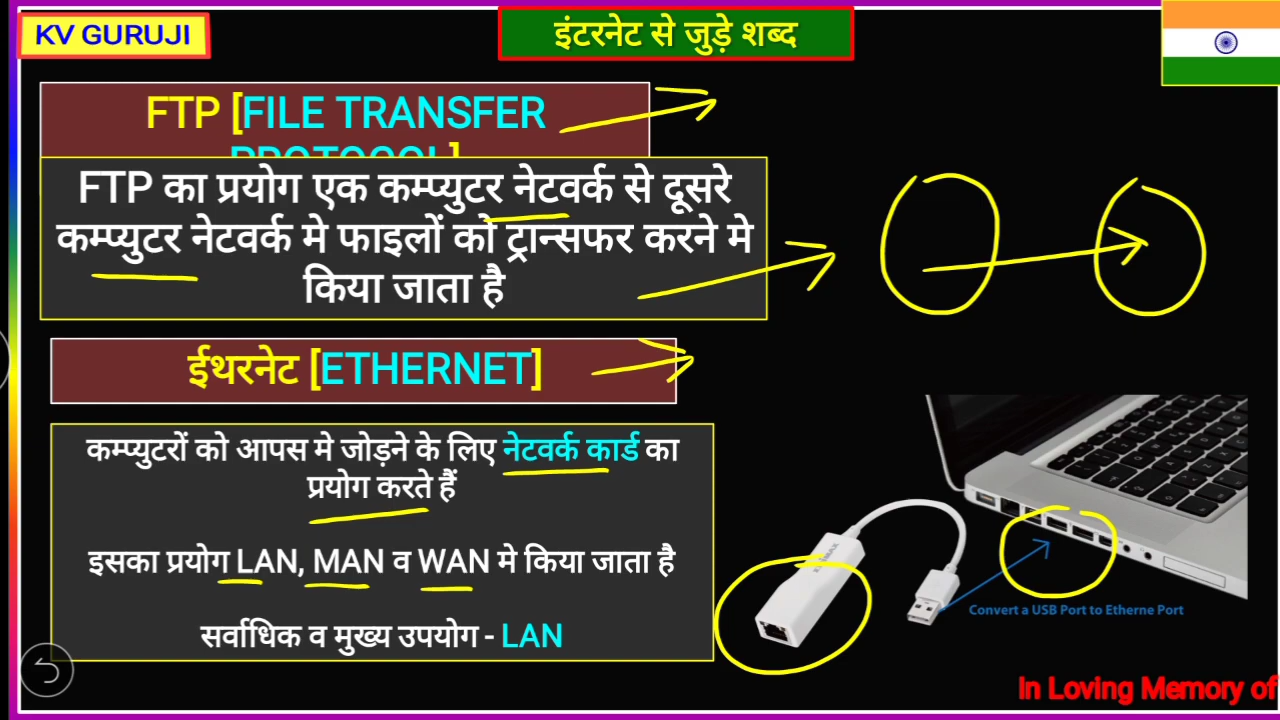 KV GURUJI
इंटरनेट से जुड़े शब्द
FTP [FILE TRANSFER
PROTOCOL]
FTP का प्रयोग एक कम्प्युटर नेटवर्क से दूसरे
कम्प्युटर नेटवर्क मे फाइलों को ट्रान्सफर करने मे
किया जाता है
ईथरनेट [ETHERNET]
कम्प्युटरों को आपस मे जोड़ने के लिए नेटवर्क कार्ड का
प्रयोग करते हैं
इसका प्रयोग LAN, MAN व WAN मे किया जाता है
सर्वाधिक व मुख्य उपयोग - LAN
Convert a USB Port to Etherne Port
In Loving Memory of